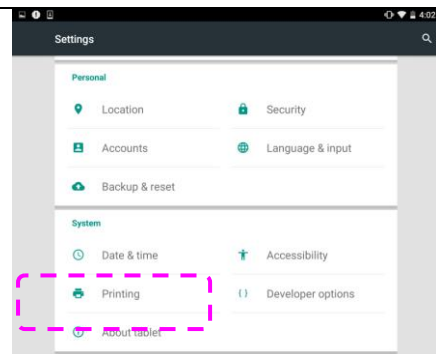 4:02
Settings
Personal
Location Security
Accounts Language & input
Backup & reset
System
Date & time Accessibility
Printing { } Developer options
About tablet